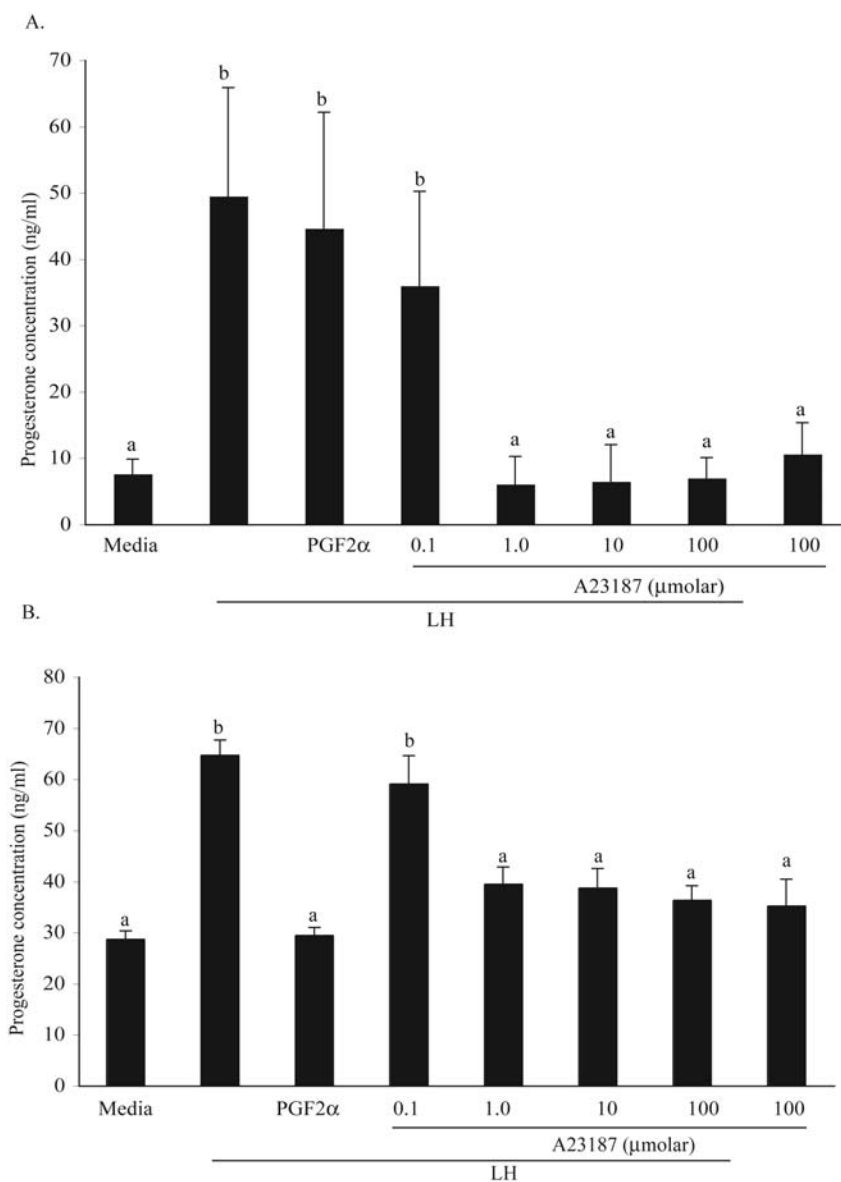 A.
Progesterone concentration (ng/ml)
70
60
50
40
30
20
10
0
a
b
b
b
a
a
a
a
Media
PGF2α
0.1
1.0
10
100
100
A23187 (μmolar)
LH
B.
Progesterone concentration (ng/ml)
80
70
60
50
40
30
20
10
0
a
b
a
b
a
a
a
a
Media
PGF2α
0.1
1.0
10
100
100
A23187 (μmolar)
LH